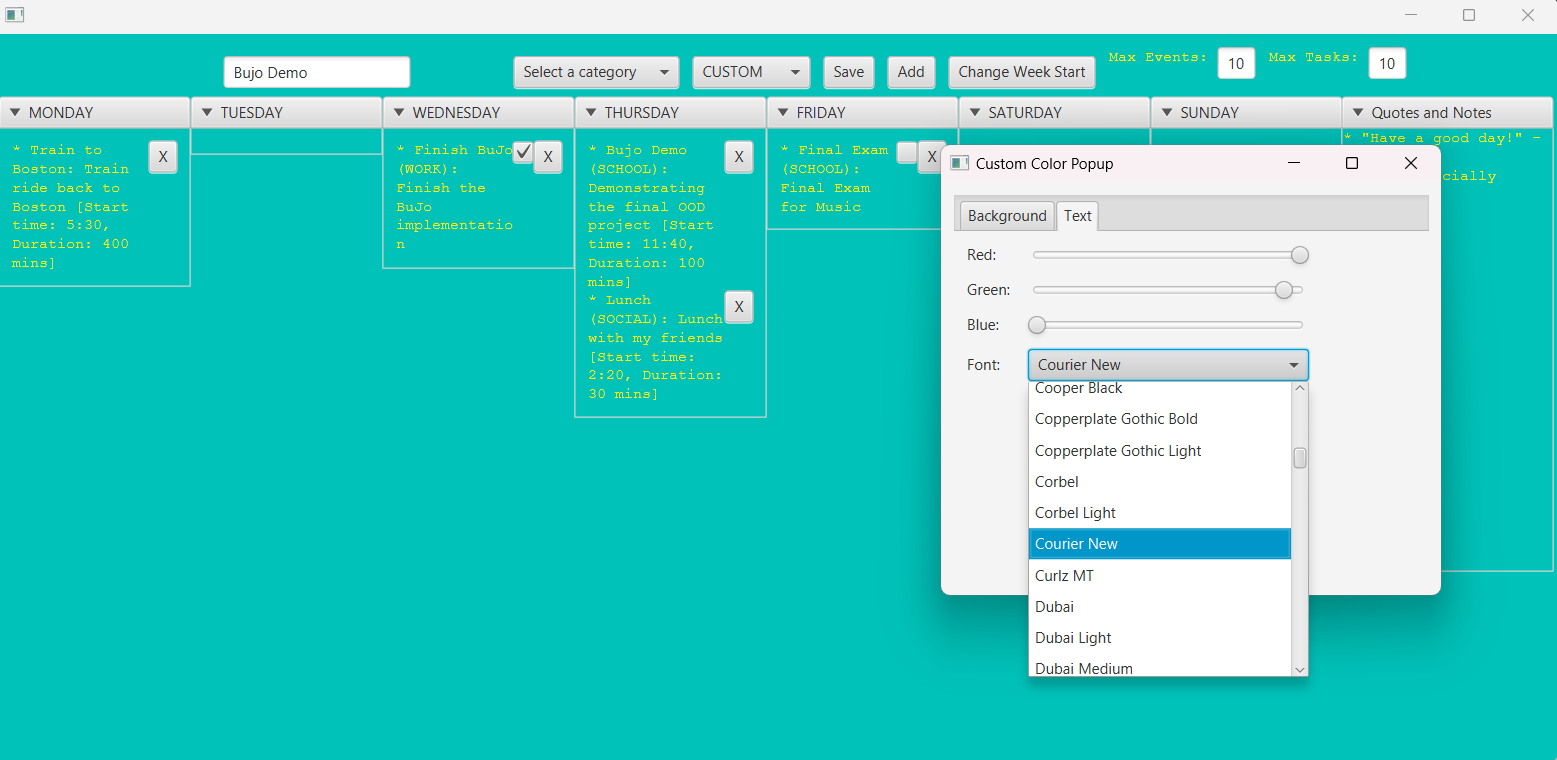 Bujo Demo
Select a category
CUSTOM
Save
Add
Change Week Start
Max Events:
10
Max Tasks:
10
MONDAY
TUESDAY
WEDNESDAY
THURSDAY
FRIDAY
SATURDAY
SUNDAY
Quotes and Notes
* Train to
Boston: Train
ride back to
Boston [Start
time: 5:30,
Duration: 400
mins]
X
* Finish BuJo
(WORK):
Finish the
BuJo
implementatio
n
X
* Bujo Demo
(SCHOOL):
Demonstrating
the final OOD
project [Start
time: 11:40,
Duration: 100
mins]
X
* Lunch
(SOCIAL): Lunch
with my friends
[Start time:
2:20, Duration:
30 mins]
X
* Final Exam
(SCHOOL):
Final Exam
for Music
X
* "Have a good day!" -
cially
Custom Color Popup
Background
Text
Red:
Green:
Blue:
Font:
Courier New
Cooper Black
Copperplate Gothic Bold
Copperplate Gothic Light
Corbel
Corbel Light
Courier New
Curlz MT
Dubai
Dubai Light
Dubai Medium